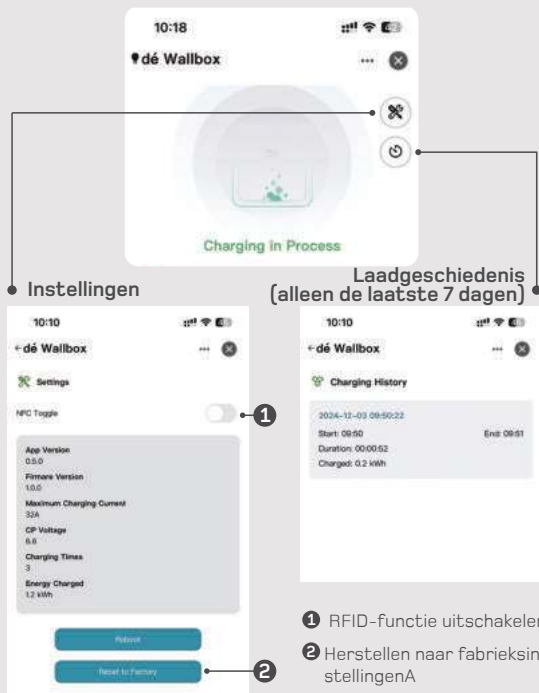 10:18
dé Wallbox
Charging in Process
Instellingen
Laadgeschiedenis
(alleen de laatste 7 dagen)
10:10
dé Wallbox
Settings
NFC Toggle
1
App Version
0.5.0
Firmare Version
1.0.0
Maximum Charging Current
32A
CP Voltage
6.6
Charging Times
3
Energy Charged
1.2 kWh
Reboot
Reset to Factory
2
10:10
dé Wallbox
Charging History
2024-12-03 09:50:22
Start: 09:50
End: 09:51
Duration: 00:00:52
Charged: 0.2 kWh
1 RFID-functie uitschakelen
2 Herstellen naar fabrieksin
stellingenA